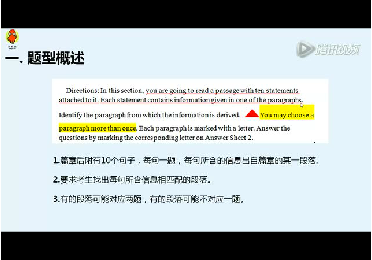 腾讯视频
一. 题型概述
Directions: In this section, you are going to read a passage with ten statements
attached to it. Each statement contains information given in one of the paragraphs.
Identify the paragraph from which the information is derived. You may choose a
paragraph more than once. Each paragraph is marked with a letter. Answer the
questions by marking the corresponding letter on Answer Sheet 2.
1.篇章后附有10个句子，每句一题，每句所含的信息出自篇章的某一段落。
2.要求考生找出每句所含信息相匹配的段落。
3.有的段落可能对应两题，有的段落可能不对应一题。